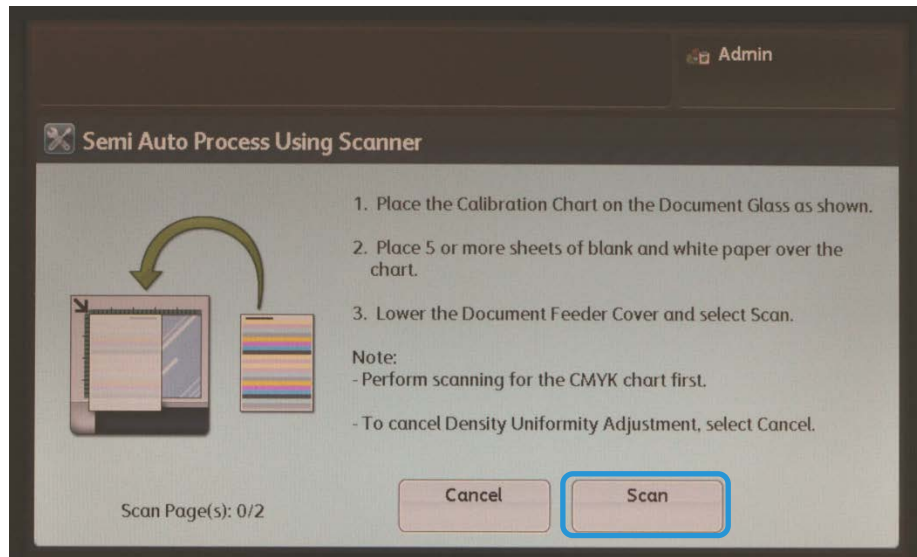 Admin
Semi Auto Process Using Scanner
1. Place the Calibration Chart on the Document Glass as shown.
2. Place 5 or more sheets of blank and white paper over the
chart.
3. Lower the Document Feeder Cover and select Scan.
Note:
- Perform scanning for the CMYK chart first.
- To cancel Density Uniformity Adjustment, select Cancel.
Scan Page(s): 0/2
Cancel
Scan